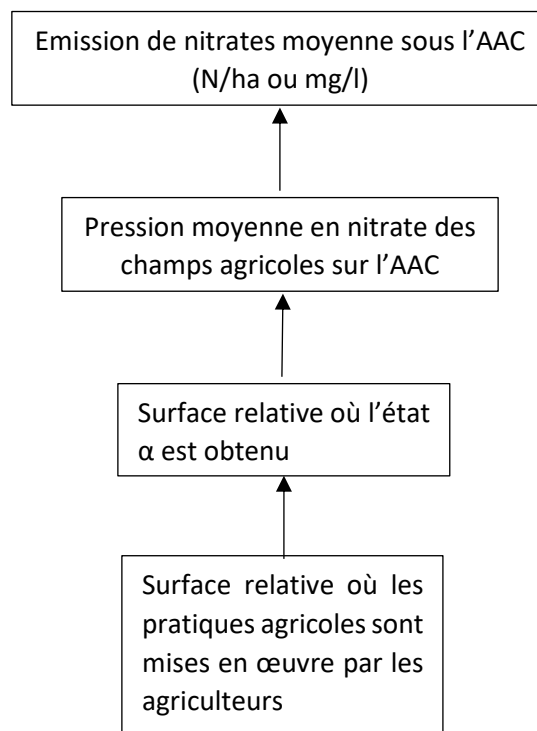 Emission de nitrates moyenne sous l’AAC
(N/ha ou mg/l)
Pression moyenne en nitrate des
champs agricoles sur l’AAC
Surface relative où l’état
α est obtenu
Surface relative où les
pratiques agricoles sont
mises en œuvre par les
agriculteurs